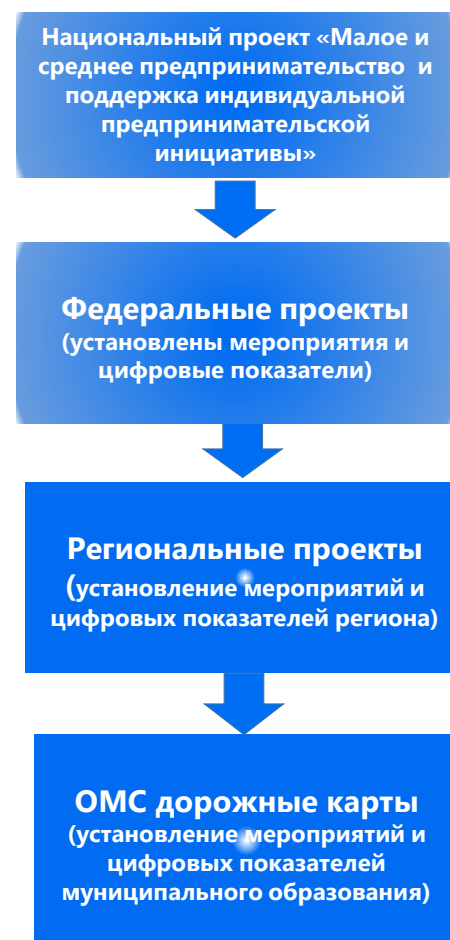 Национальный проект «Малое и
среднее предпринимательство и
поддержка индивидуальной
предпринимательской
инициативы»
Федеральные проекты
(установлены мероприятия и
цифровые показатели)
Региональные проекты
(установление мероприятий и
цифровых показателей региона)
ОМС дорожные карты
(установление мероприятий и
цифровых показателей
муниципального образования)